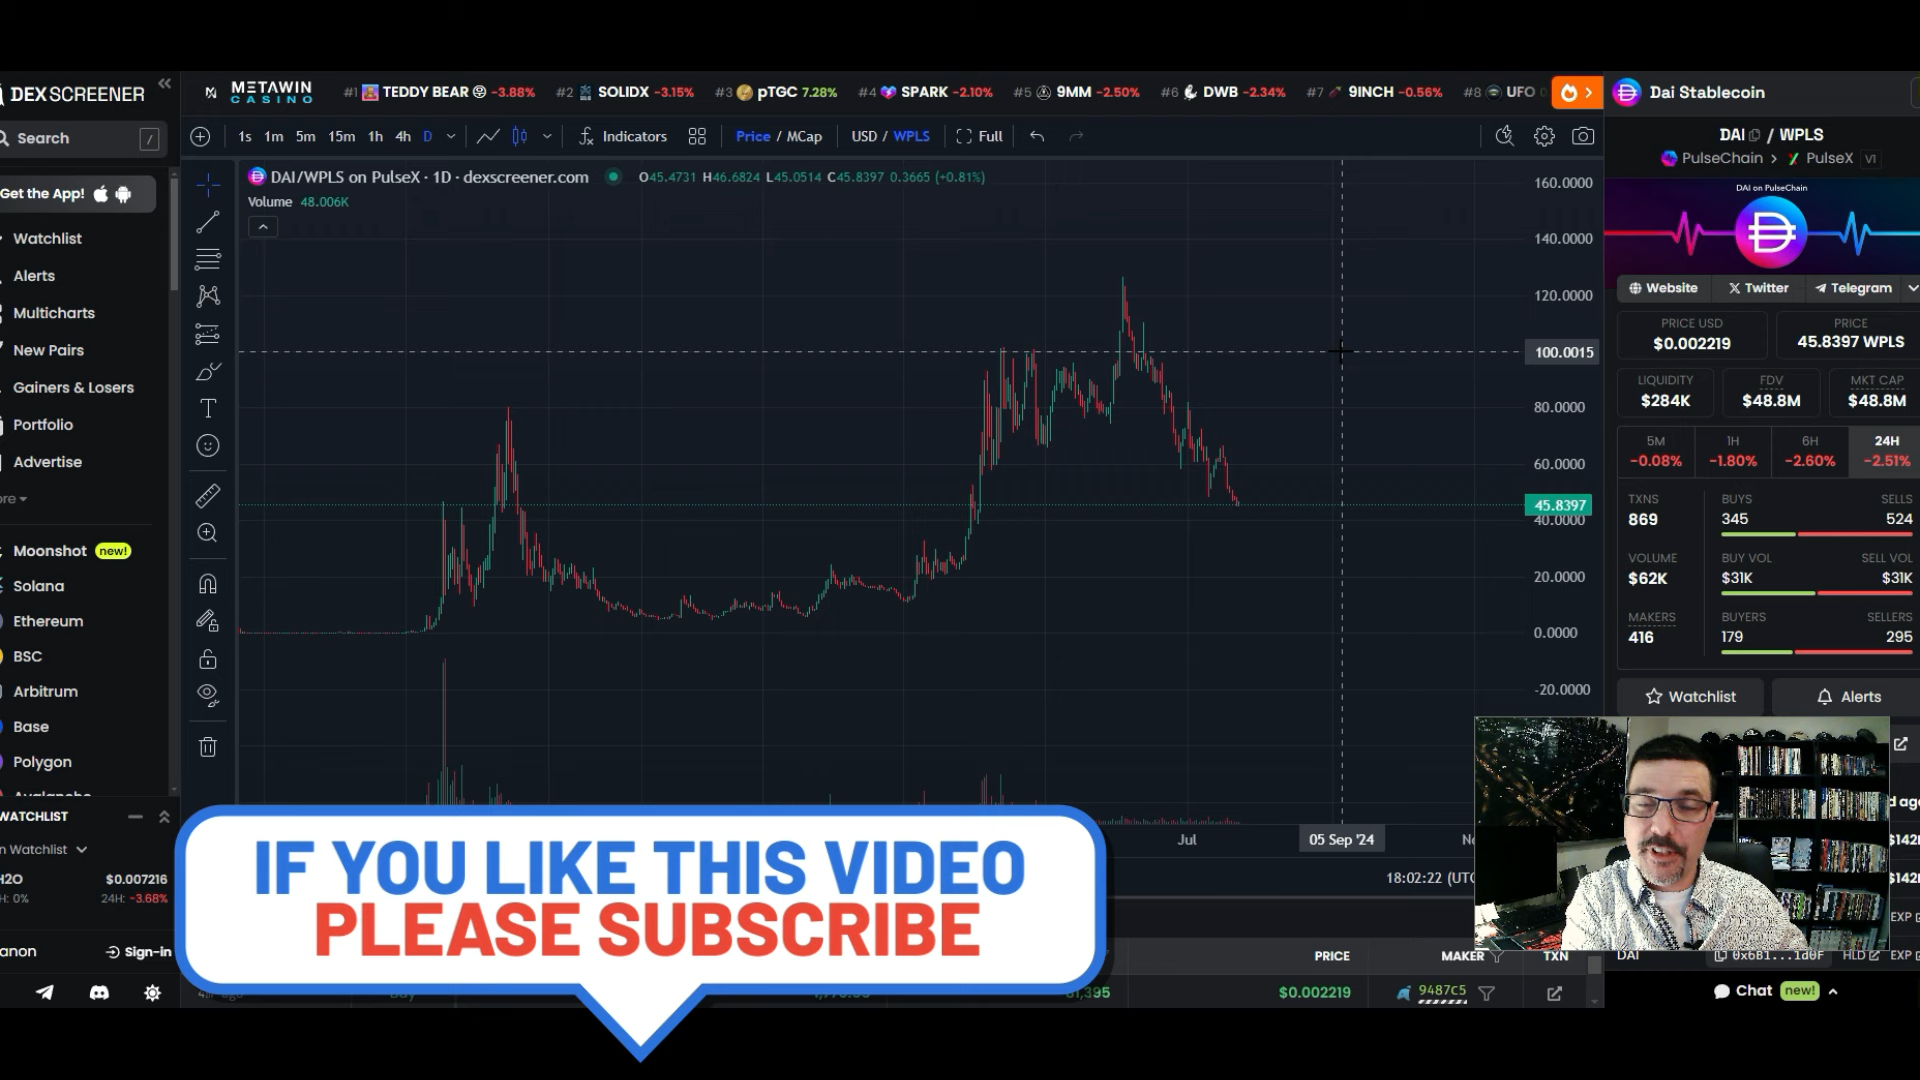 DEX SCREENER
Search /
Get the App!
Watchlist
Alerts
Multicharts
New Pairs
Gainers & Losers
Portfolio
Advertise
Moonshot new!
Solana
Ethereum
BSC
Arbitrum
Base
Polygon
WATCHLIST
Watchlist
$0.007216
24H: -3.68%
anon Sign-in
METAWIN
CASINO
#1 TEDDY BEAR -3.88% #2 SOLIDX -3.15% #3 pTGC 7.28% #4 SPARK -2.10% #5 9MM -2.50% #6 DWB -2.34% #7 9INCH -0.56% #8 UFO
1s 1m 5m 15m 1h 4h D Indicators Price / MCap USD / WPLS Full
DAI/WPLS on PulseX · 1D · dexscreener.com O45.4731 H46.6824 L45.0514 C45.8397 0.3665 (+0.81%)
Volume 48.006K
160.0000
140.0000
120.0000
100.0015
80.0000
60.0000
45.8397
40.0000
20.0000
0.0000
-20.0000
Jul 05 Sep '24
18:02:22 (UTC
PRICE MAKER TXN
$0.002219 9487C5
IF YOU LIKE THIS VIDEO
PLEASE SUBSCRIBE
Dai Stablecoin
DAI / WPLS
PulseChain > PulseX V1
DAI on PulseChain
Website Twitter Telegram
PRICE USD PRICE
$0.002219 45.8397 WPLS
LIQUIDITY FDV MKT CAP
$284K $48.8M $48.8M
5M 1H 6H 24H
-0.08% -1.80% -2.60% -2.51%
TXNS BUYS SELLS
869 345 524
VOLUME BUY VOL SELL VOL
$62K $31K $31K
MAKERS BUYERS SELLERS
416 179 295
Watchlist Alerts
DAI 0x6B1...1d0F HLD EXP
Chat new!